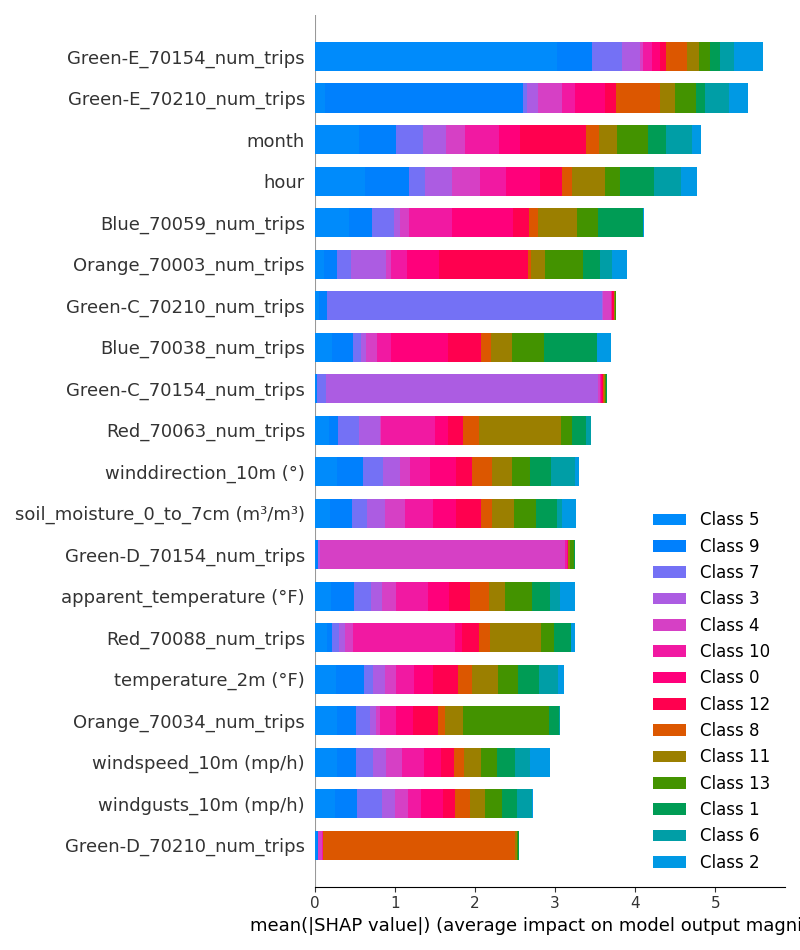 Green-E_70154_num_trips
Green-E_70210_num_trips
month
hour
Blue_70059_num_trips
Orange_70003_num_trips
Green-C_70210_num_trips
Blue_70038_num_trips
Green-C_70154_num_trips
Red_70063_num_trips
winddirection_10m (°)
soil_moisture_0_to_7cm (m³/m³)
Green-D_70154_num_trips
apparent_temperature (°F)
Red_70088_num_trips
temperature_2m (°F)
Orange_70034_num_trips
windspeed_10m (mp/h)
windgusts_10m (mp/h)
Green-D_70210_num_trips
Class 5
Class 9
Class 7
Class 3
Class 4
Class 10
Class 0
Class 12
Class 8
Class 11
Class 13
Class 1
Class 6
Class 2
0 1 2 3 4 5
mean(|SHAP value|) (average impact on model output magni